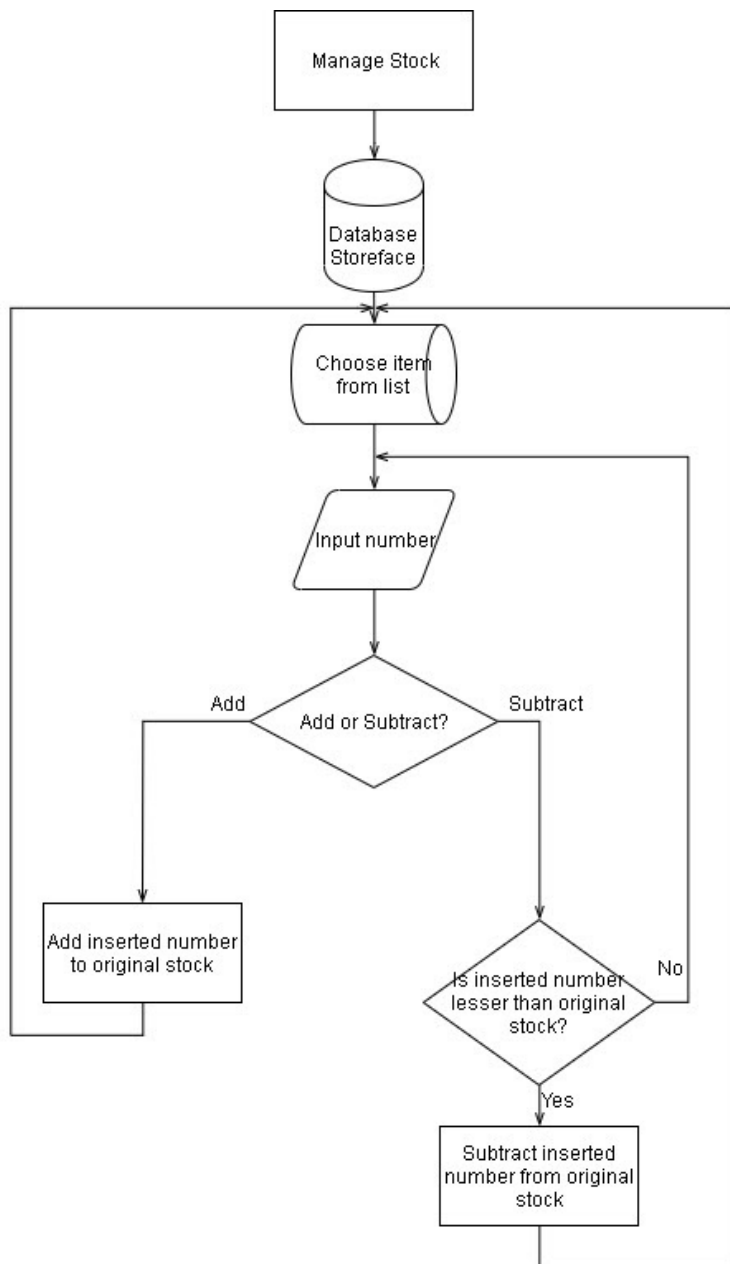 Manage Stock
Database
Storeface
Choose item
from list
Input number
Add or Subtract?
Add
Subtract
Add inserted number
to original stock
Is inserted number
lesser than original
stock?
No
Yes
Subtract inserted
number from original
stock